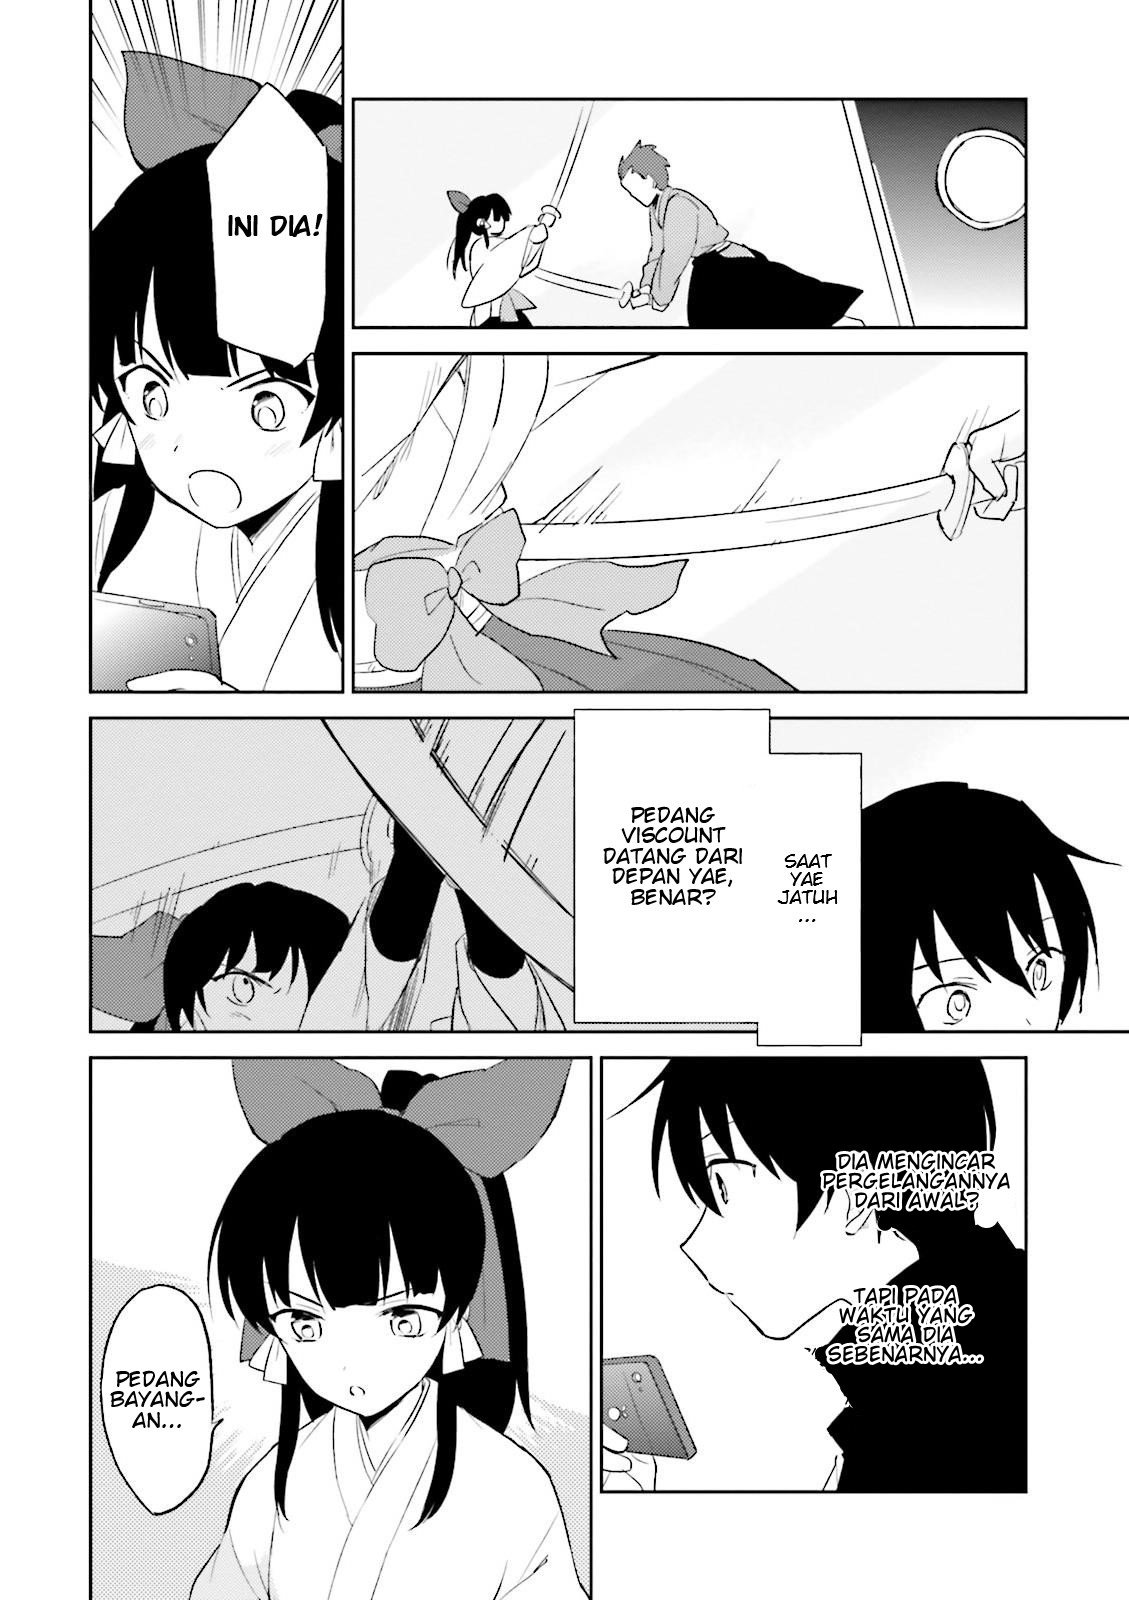 INI DIA!
SAAT
YAE
JATUH
...
PEDANG
VISCOUNT
DATANG DARI
DEPAN YAE,
BENAR?
DIA MENGINCAR
PERGELANGANNYA
DARI AWAL?
TAPI PADA
WAKTU YANG
SAMA DIA
SEBENARNYA...
PEDANG
BAYANG-
AN...